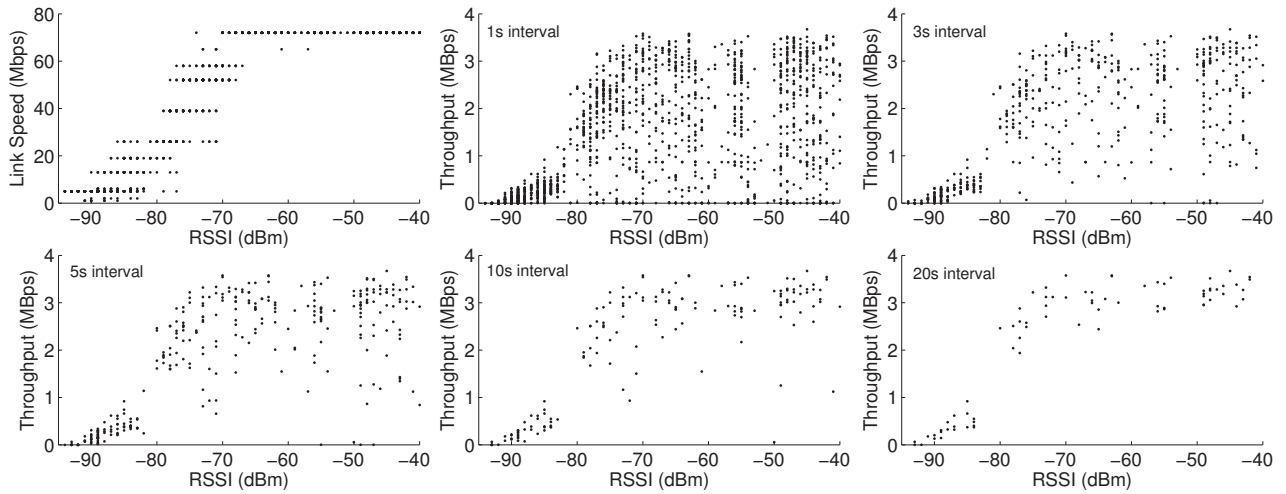 Link Speed (Mbps)
80
60
40
20
0
−90 −80 −70 −60 −50 −40
RSSI (dBm)
Throughput (MBps)
4
3
2
1
0
1s interval
−90 −80 −70 −60 −50 −40
RSSI (dBm)
Throughput (MBps)
4
3
2
1
0
3s interval
−90 −80 −70 −60 −50 −40
RSSI (dBm)
Throughput (MBps)
4
3
2
1
0
5s interval
−90 −80 −70 −60 −50 −40
RSSI (dBm)
Throughput (MBps)
4
3
2
1
0
10s interval
−90 −80 −70 −60 −50 −40
RSSI (dBm)
Throughput (MBps)
4
3
2
1
0
20s interval
−90 −80 −70 −60 −50 −40
RSSI (dBm)